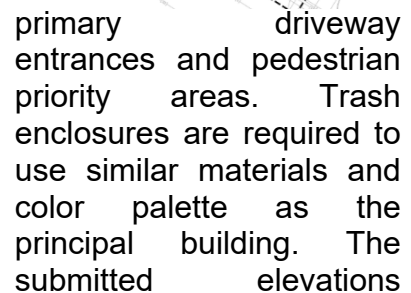 primary driveway
entrances and pedestrian
priority areas. Trash
enclosures are required to
use similar materials and
color palette as the
principal building. The
submitted elevations